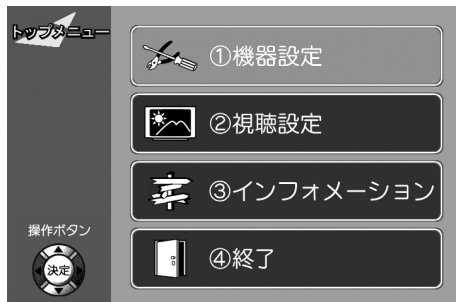 トップメニュー
①機器設定
②視聴設定
③インフォメーション
④終了
操作ボタン
決定